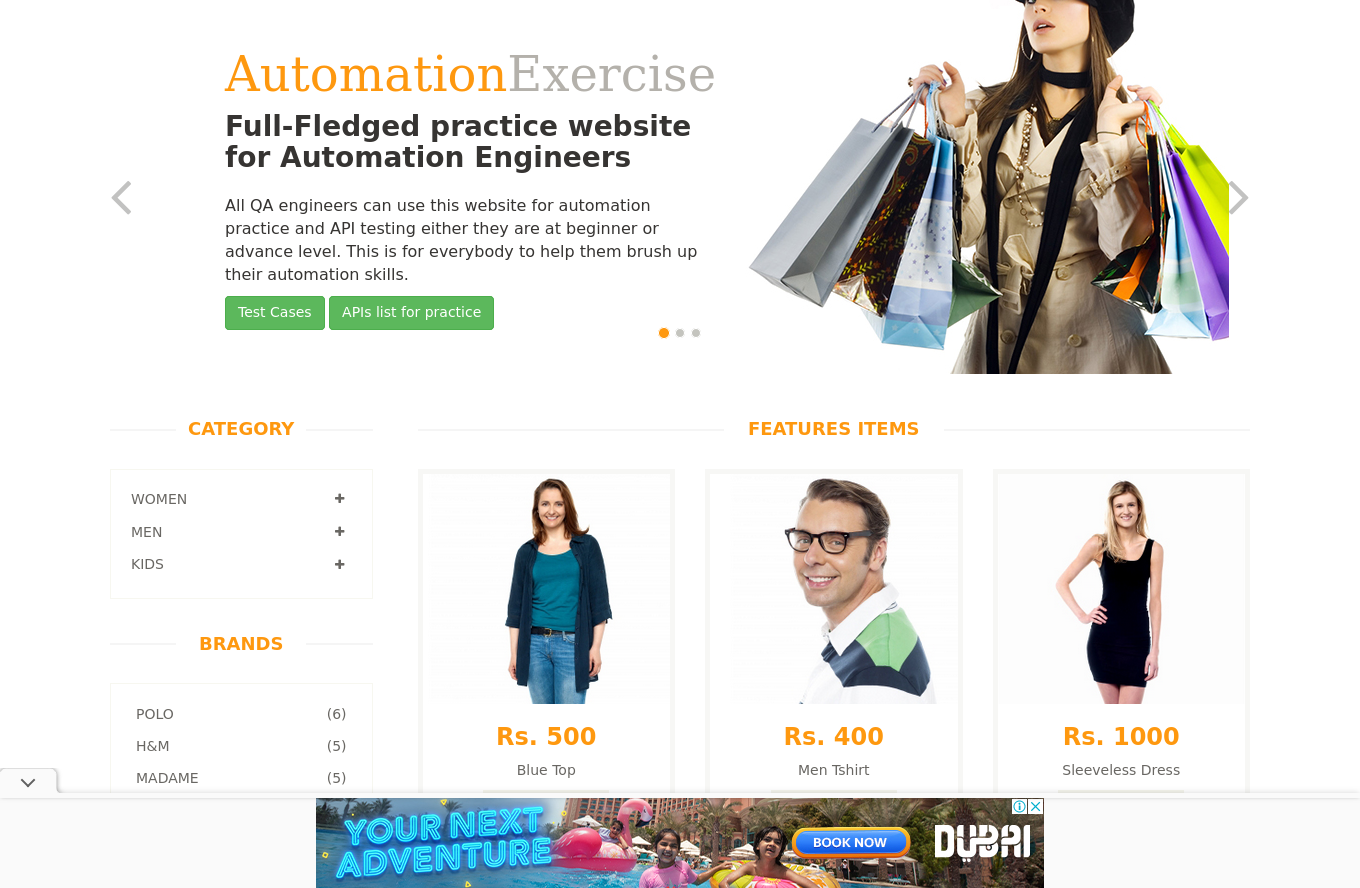 AutomationExercise
Full-Fledged practice website
for Automation Engineers
All QA engineers can use this website for automation
practice and API testing either they are at beginner or
advance level. This is for everybody to help them brush up
their automation skills.
Test Cases
APIs list for practice
CATEGORY
WOMEN
MEN
KIDS
BRANDS
POLO (6)
H&M (5)
MADAME (5)
FEATURES ITEMS
Rs. 500
Blue Top
Rs. 400
Men Tshirt
Rs. 1000
Sleeveless Dress
YOUR NEXT
ADVENTURE
BOOK NOW
DUBAI